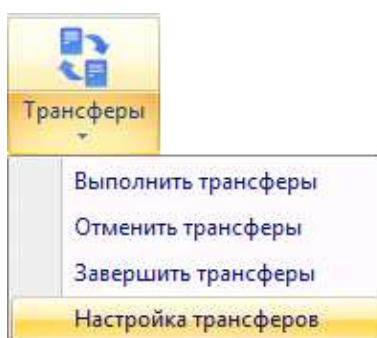 Трансферы
Выполнить трансферы
Отменить трансферы
Завершить трансферы
Настройка трансферов